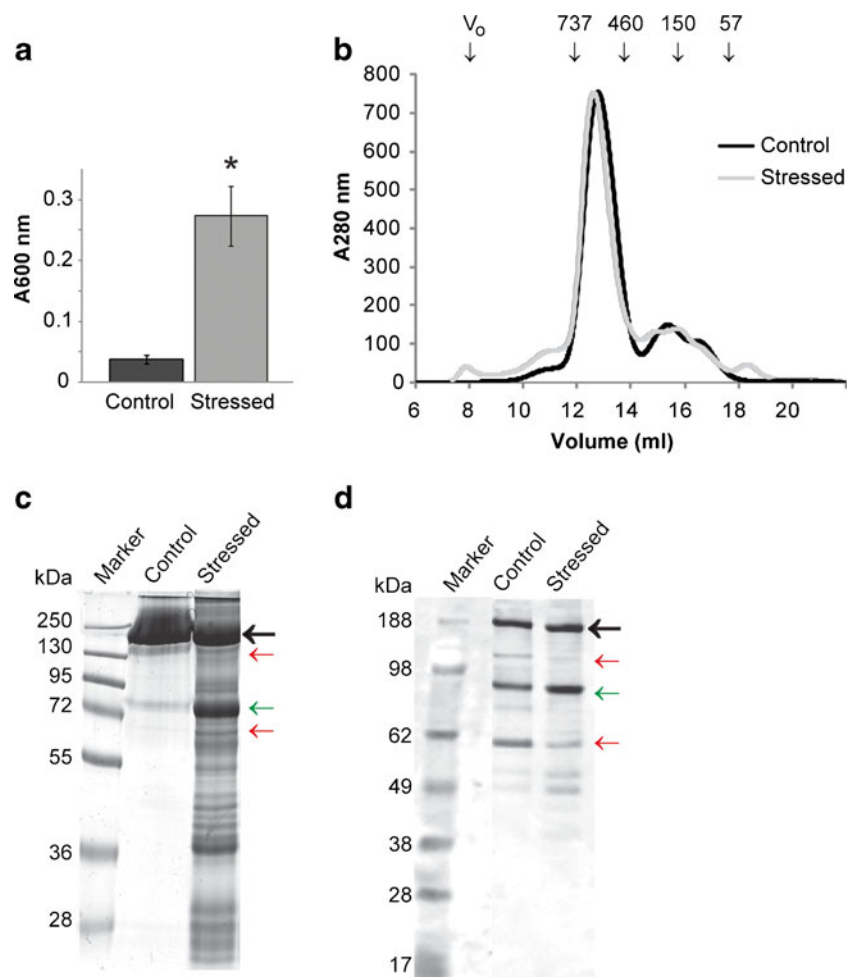 a
A600 nm
0.3
0.2
0.1
0
*
Control Stressed
b
Vo 737 460 150 57
↓ ↓ ↓ ↓ ↓
A280 nm
800
700
600
500
400
300
200
100
0
6 8 10 12 14 16 18 20
Volume (ml)
Control
Stressed
c
kDa Marker Control Stressed
250
130
95
72
55
36
28
d
kDa Marker Control Stressed
188
98
62
49
38
28
17